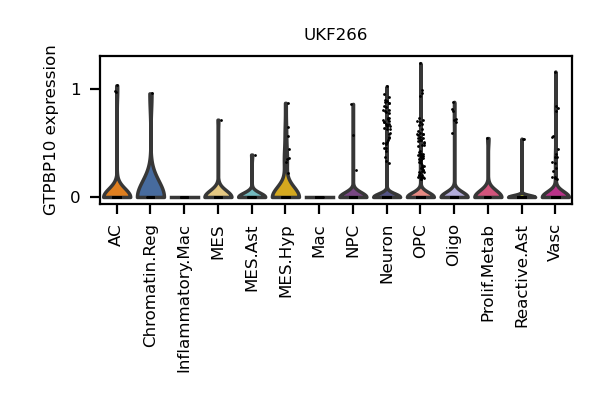 UKF266
GTPBP10 expression
1
0
AC
Chromatin.Reg
Inflammatory.Mac
MES
MES.Ast
MES.Hyp
Mac
NPC
Neuron
OPC
Oligo
Prolif.Metab
Reactive.Ast
Vasc